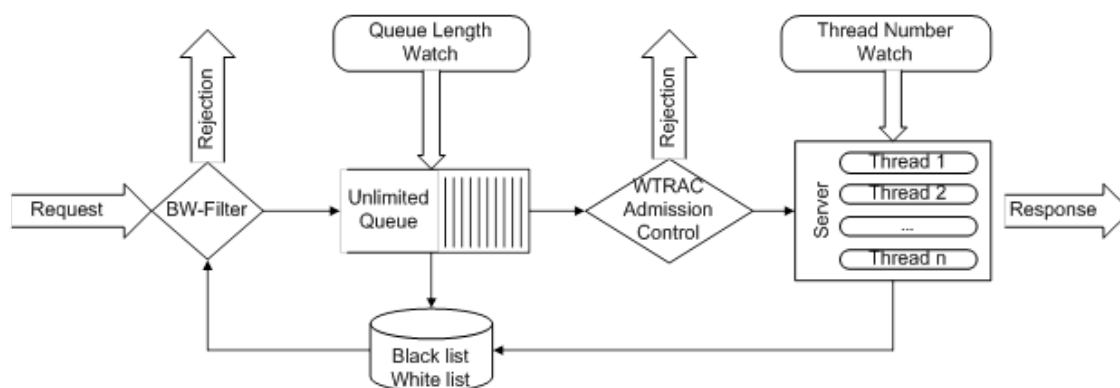 Queue Length
Watch
Thread Number
Watch
Rejection
Rejection
Request
BW-Filter
Unlimited
Queue
WTRAC
Admission
Control
Server
Thread 1
Thread 2
...
Thread n
Response
Black list
White list